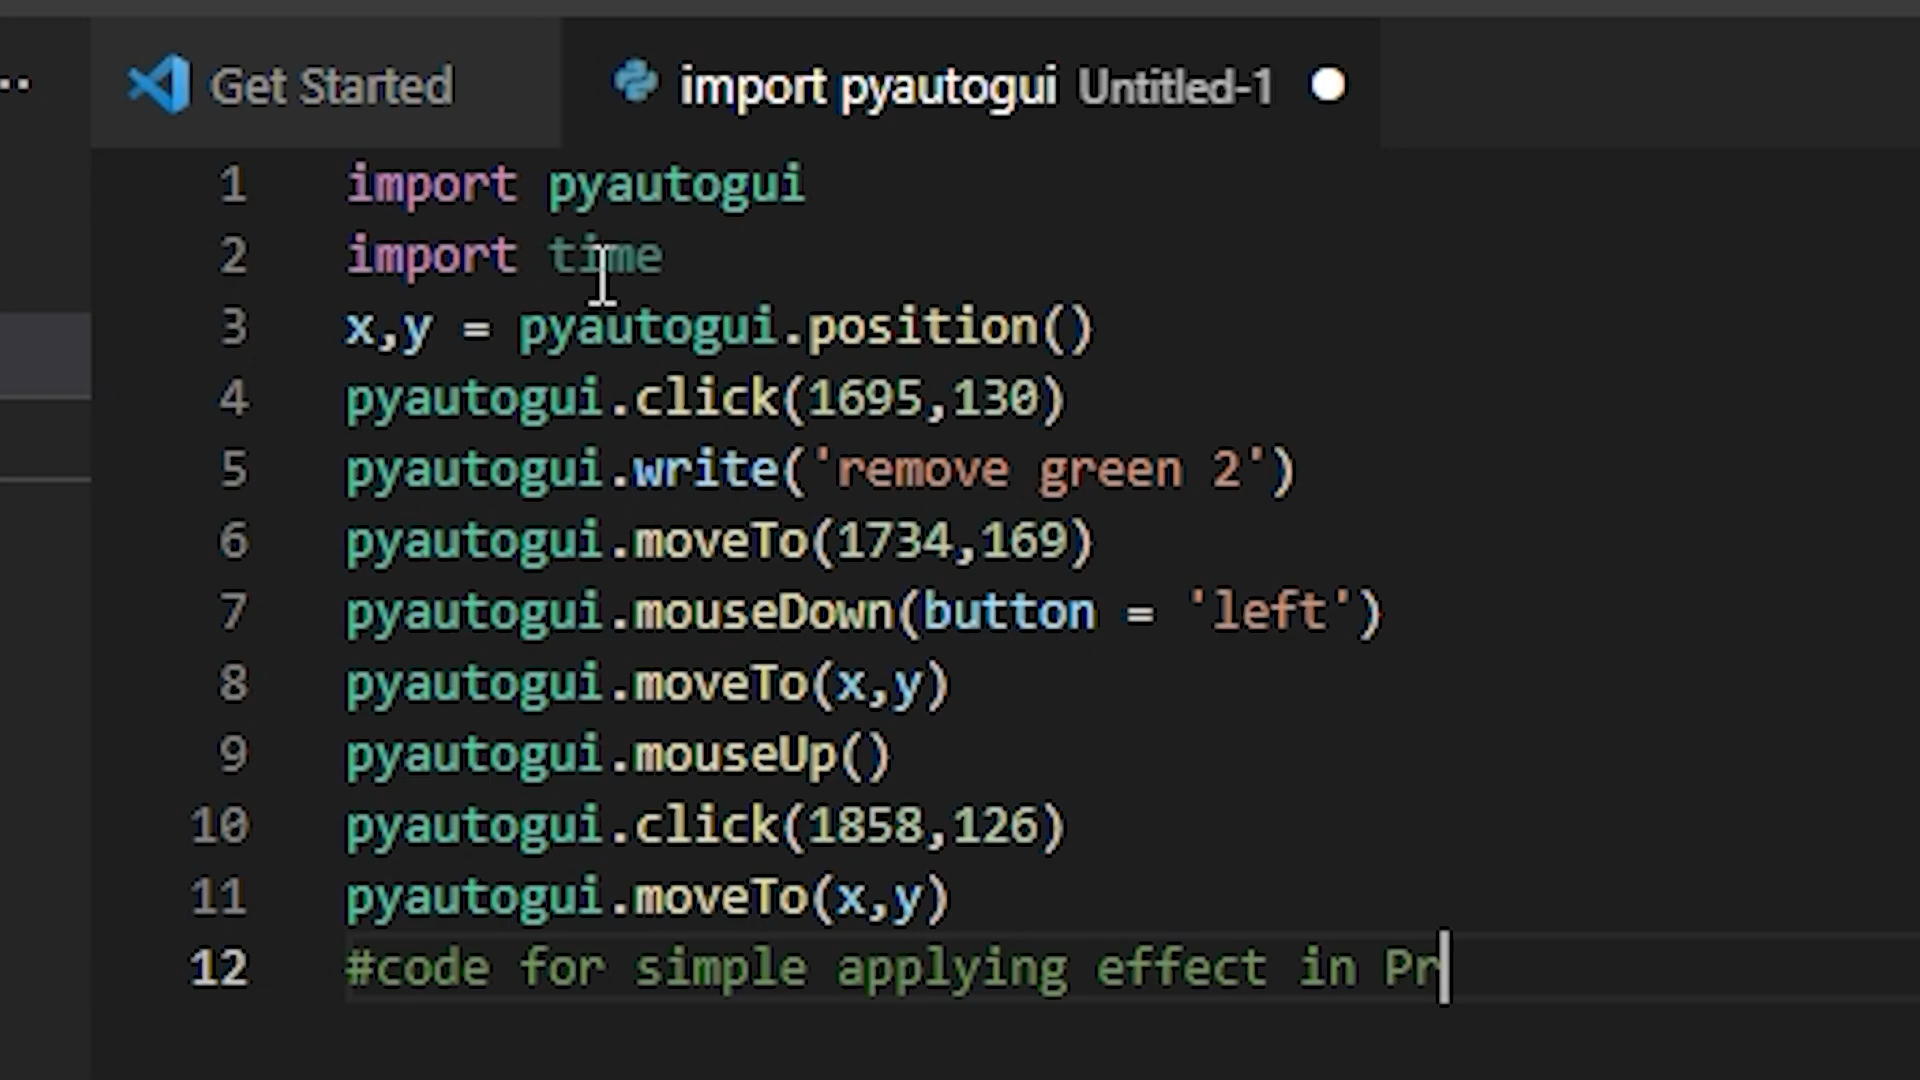 Get Started
import pyautogui Untitled-1
1 import pyautogui
2 import time
3 x,y = pyautogui.position()
4 pyautogui.click(1695,130)
5 pyautogui.write('remove green 2')
6 pyautogui.moveTo(1734,169)
7 pyautogui.mouseDown(button = 'left')
8 pyautogui.moveTo(x,y)
9 pyautogui.mouseUp()
10 pyautogui.click(1858,126)
11 pyautogui.moveTo(x,y)
12 #code for simple applying effect in Pr